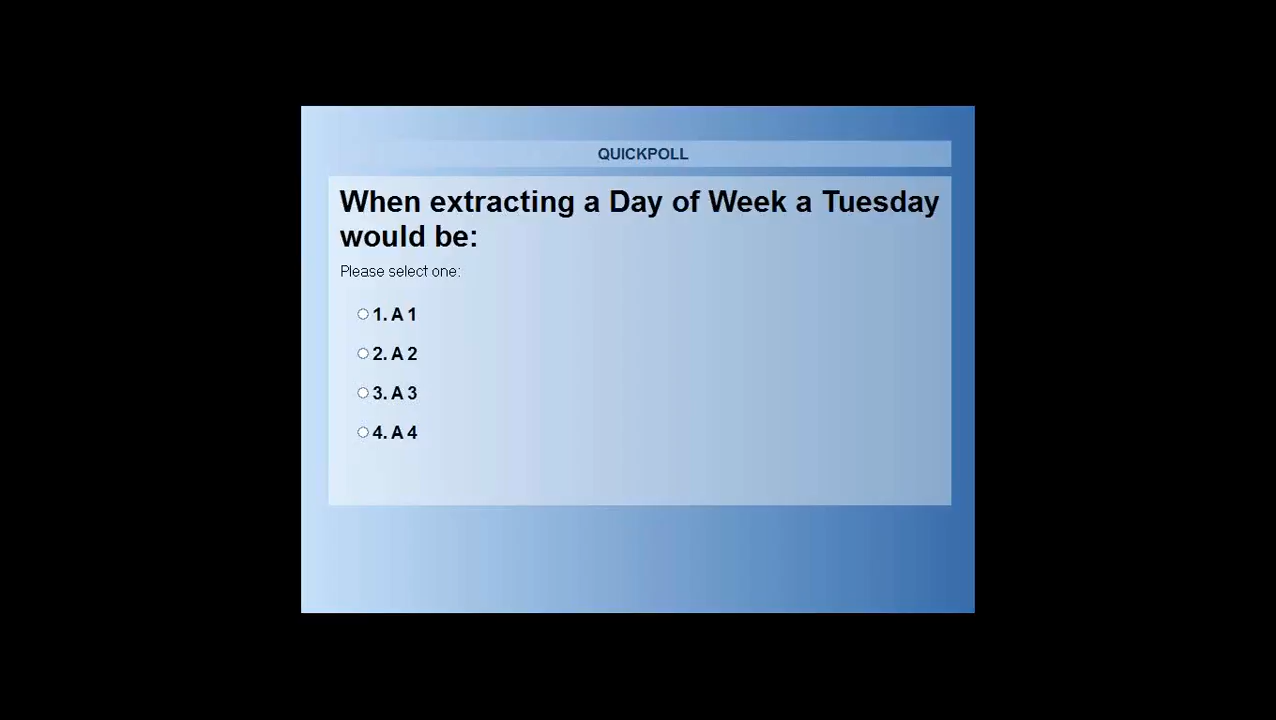 QUICKPOLL
When extracting a Day of Week a Tuesday
would be:
Please select one:
1. A 1
2. A 2
3. A 3
4. A 4